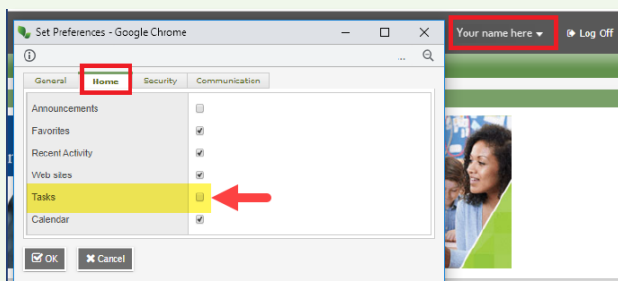 Set Preferences - Google Chrome
Your name here
Log Off
...
General Home Security Communication
Announcements
Favorites
Recent Activity
Web sites
Tasks
Calendar
OK Cancel